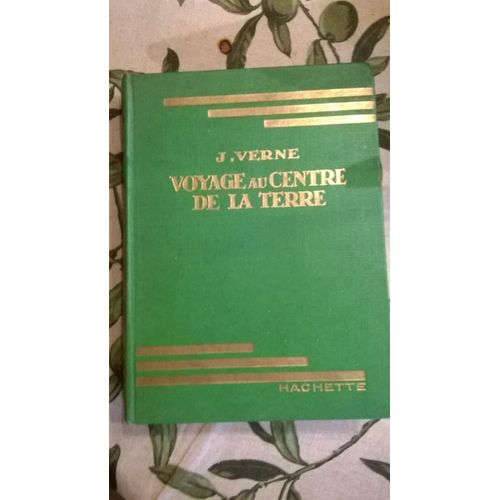 J. VERNE
VOYAGE AU CENTRE
DE LA TERRE
HACHETTE